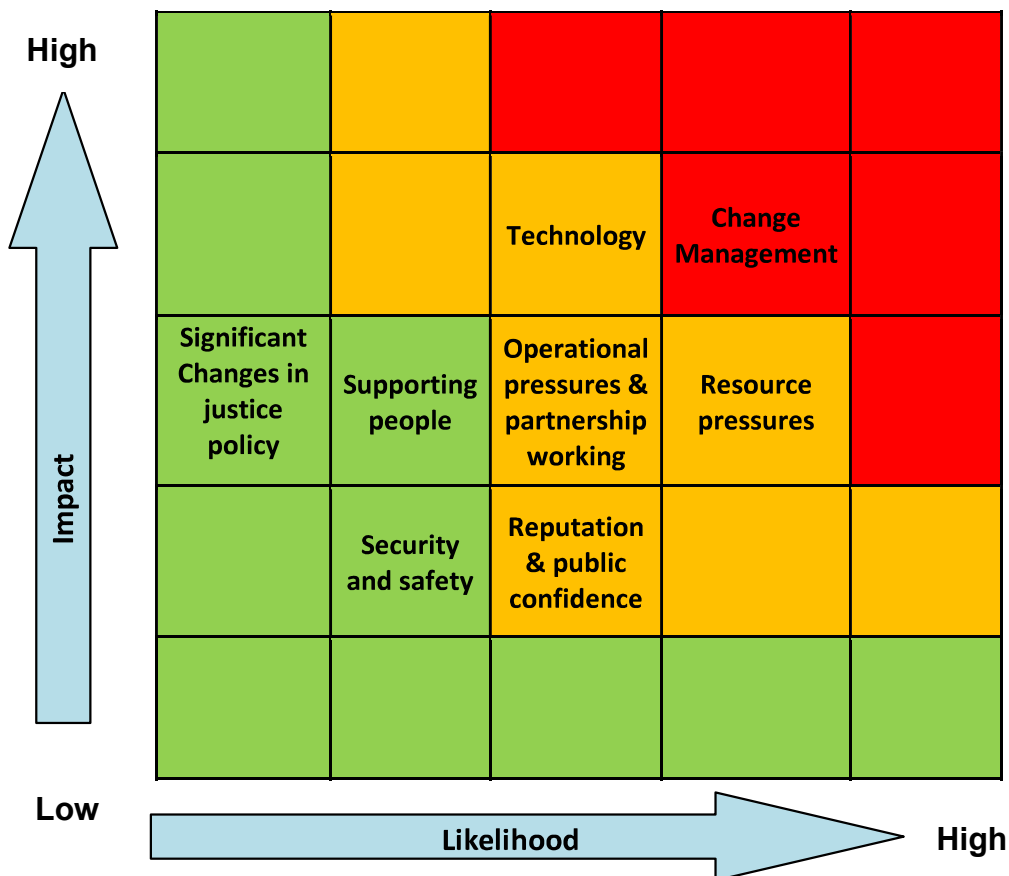 High
Technology
Change
Management
Significant
Changes in
justice
policy
Supporting
people
Operational
pressures &
partnership
working
Resource
pressures
Impact
Security
and safety
Reputation
& public
confidence
Low
Likelihood
High